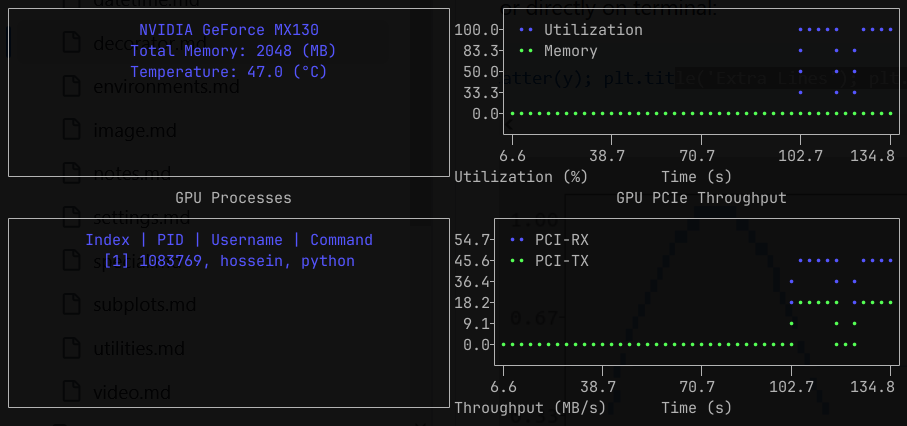 NVIDIA GeForce MX130
Total Memory: 2048 (MB)
Temperature: 47.0 (°C)
or directly on terminal:
Utilization
Memory
100.0
83.3
50.0
33.3
0.0
6.6 38.7 70.7 102.7 134.8
Utilization (%) Time (s)
datetime.md
decorator.md
environments.md
image.md
notes.md
settings.md
subplots.md
utilities.md
video.md
atter(y); plt.title('Extra Lines'); plt
GPU Processes
Index | PID | Username | Command
[1] 1083769, hossein, python
GPU PCIe Throughput
PCI-RX
PCI-TX
54.7
45.6
36.4
18.2
9.1
0.0
6.6 38.7 70.7 102.7 134.8
Throughput (MB/s) Time (s)
1.00
0.67